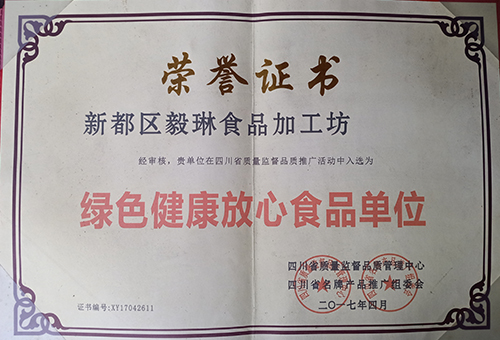 荣誉证书
新都区毅琳食品加工坊
经审核，贵单位在四川省质量监督品质推广活动中入选为
绿色健康放心食品单位
四川省质量监督品质管理中心
四川省名牌产品推广组委会
二〇一七年四月
证书编号:XY17042611